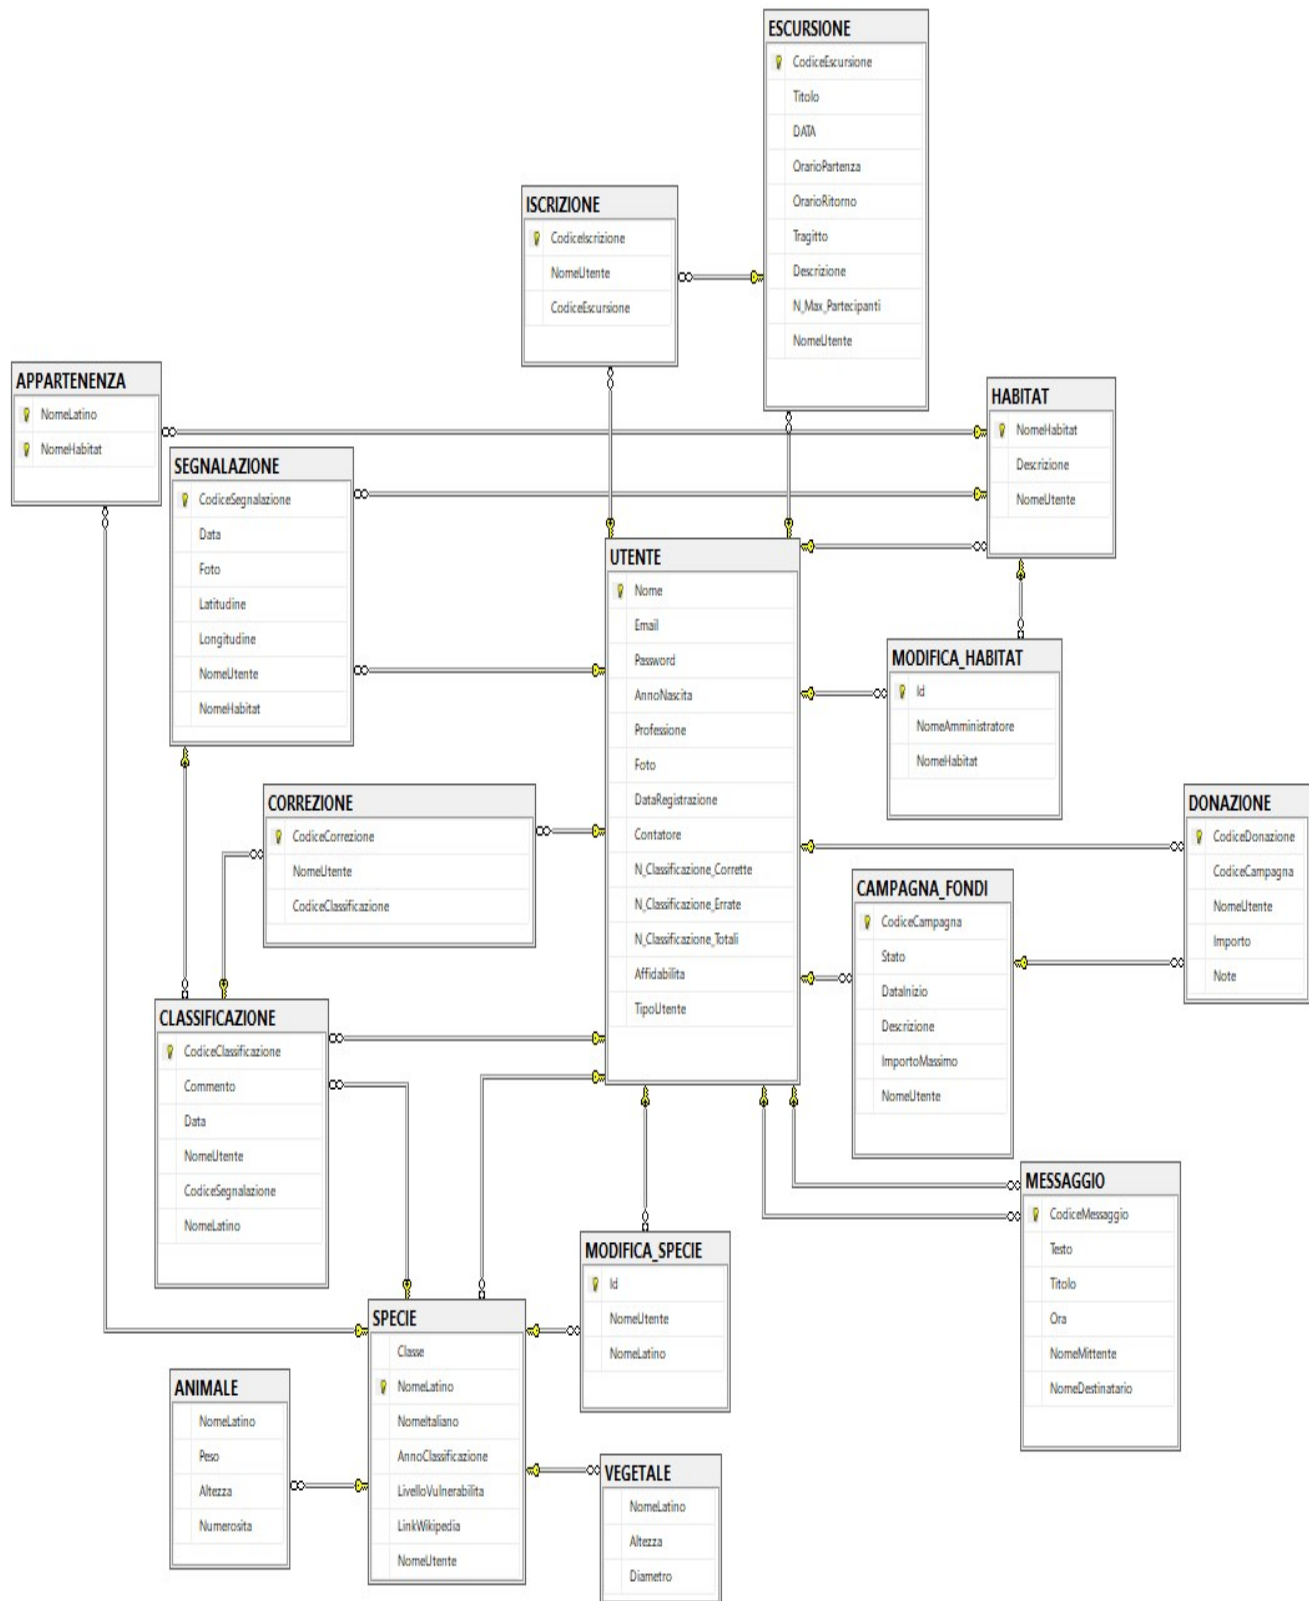 ESCURSIONE
CodiceEscursione
Titolo
DATA
OrarioPartenza
OrarioRitorno
Tragitto
Descrizione
N_Max_Partecipanti
NomeUtente
ISCRIZIONE
CodiceIscrizione
NomeUtente
CodiceEscursione
APPARTENENZA
NomeLatino
NomeHabitat
HABITAT
NomeHabitat
Descrizione
NomeUtente
SEGNALAZIONE
CodiceSegnalazione
Data
Foto
Latitudine
Longitudine
NomeUtente
NomeHabitat
UTENTE
Nome
Email
Password
AnnoNascita
Professione
Foto
DataRegistrazione
Contatore
N_Classificazione_Corrette
N_Classificazione_Errate
N_Classificazione_Totali
Affidabilita
TipoUtente
MODIFICA_HABITAT
Id
NomeAmministratore
NomeHabitat
CORREZIONE
CodiceCorrezione
NomeUtente
CodiceClassificazione
DONAZIONE
CodiceDonazione
CodiceCampagna
NomeUtente
Importo
Note
CAMPAGNA_FONDI
CodiceCampagna
Stato
DataInizio
Descrizione
ImportoMassimo
NomeUtente
CLASSIFICAZIONE
CodiceClassificazione
Commento
Data
NomeUtente
CodiceSegnalazione
NomeLatino
MESSAGGIO
CodiceMessaggio
Testo
Titolo
Ora
NomeMittente
NomeDestinatario
MODIFICA_SPECIE
Id
NomeUtente
NomeLatino
SPECIE
Classe
NomeLatino
NomeItaliano
AnnoClassificazione
LivelloVulnerabilita
LinkWikipedia
NomeUtente
ANIMALE
NomeLatino
Peso
Altezza
Numerosita
VEGETALE
NomeLatino
Altezza
Diametro